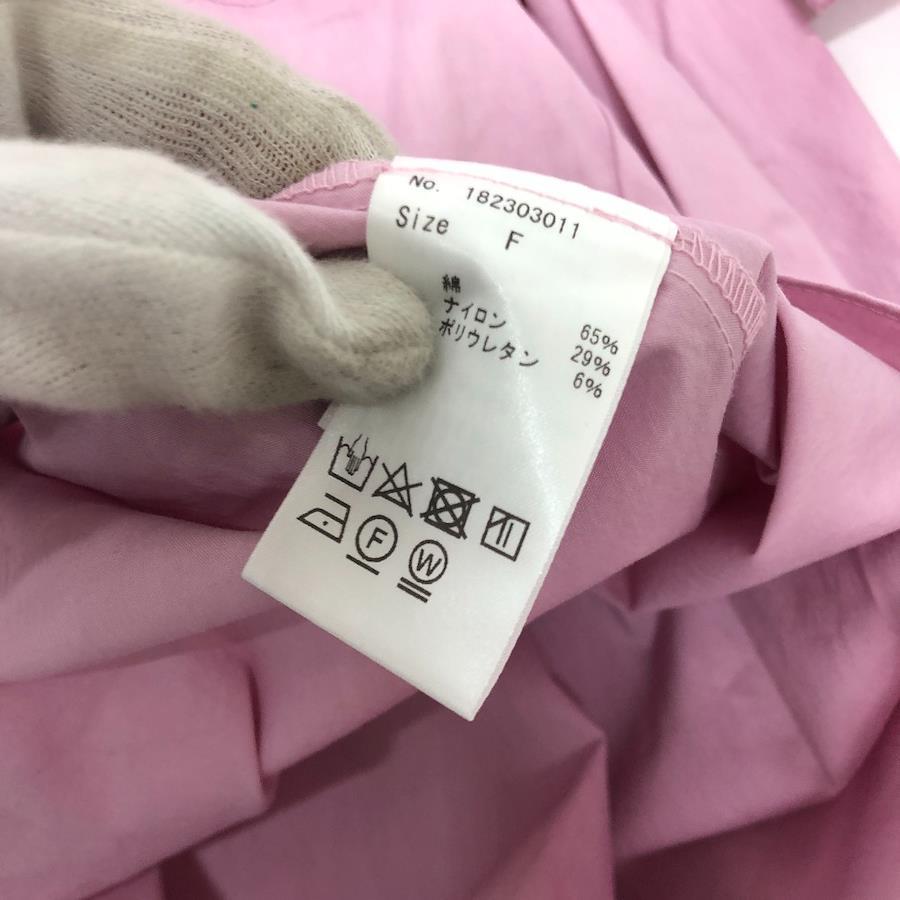 No. 182303011
Size F
綿 65%
ナイロン 29%
ポリウレタン 6%
F
W